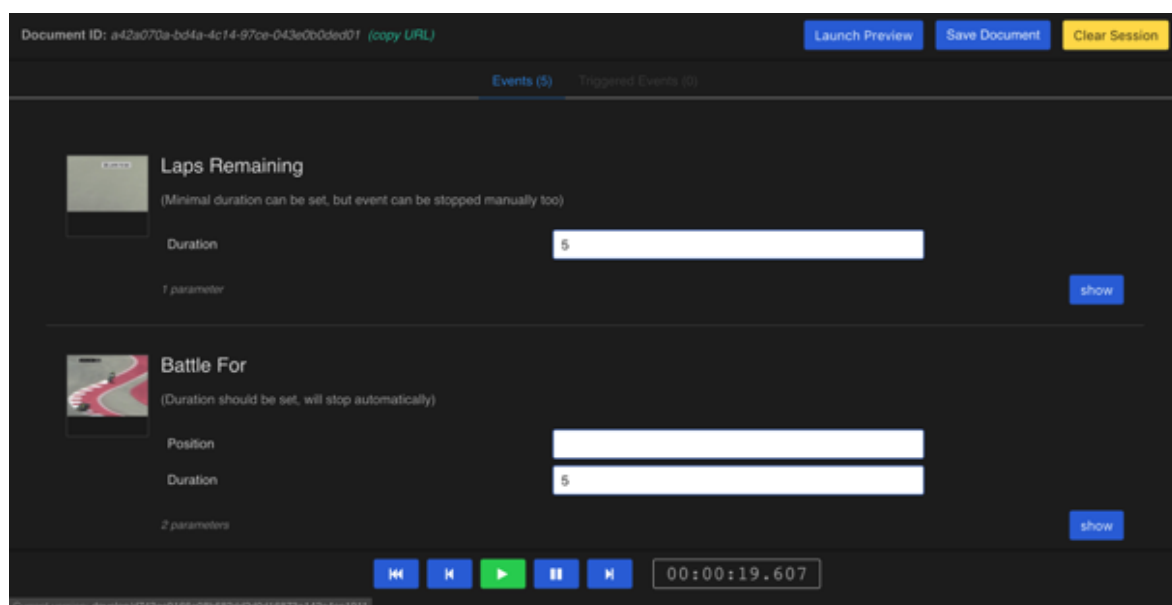 Document ID: a42a070a-bd4a-4c14-97ce-043e0b0ded01 (copy URL)
Launch Preview
Save Document
Clear Session
Events (5)
Triggered Events (0)
Laps Remaining
(Minimal duration can be set, but event can be stopped manually too)
Duration
5
1 parameter
show
Battle For
(Duration should be set, will stop automatically)
Position
Duration
5
2 parameters
show
00:00:19.607